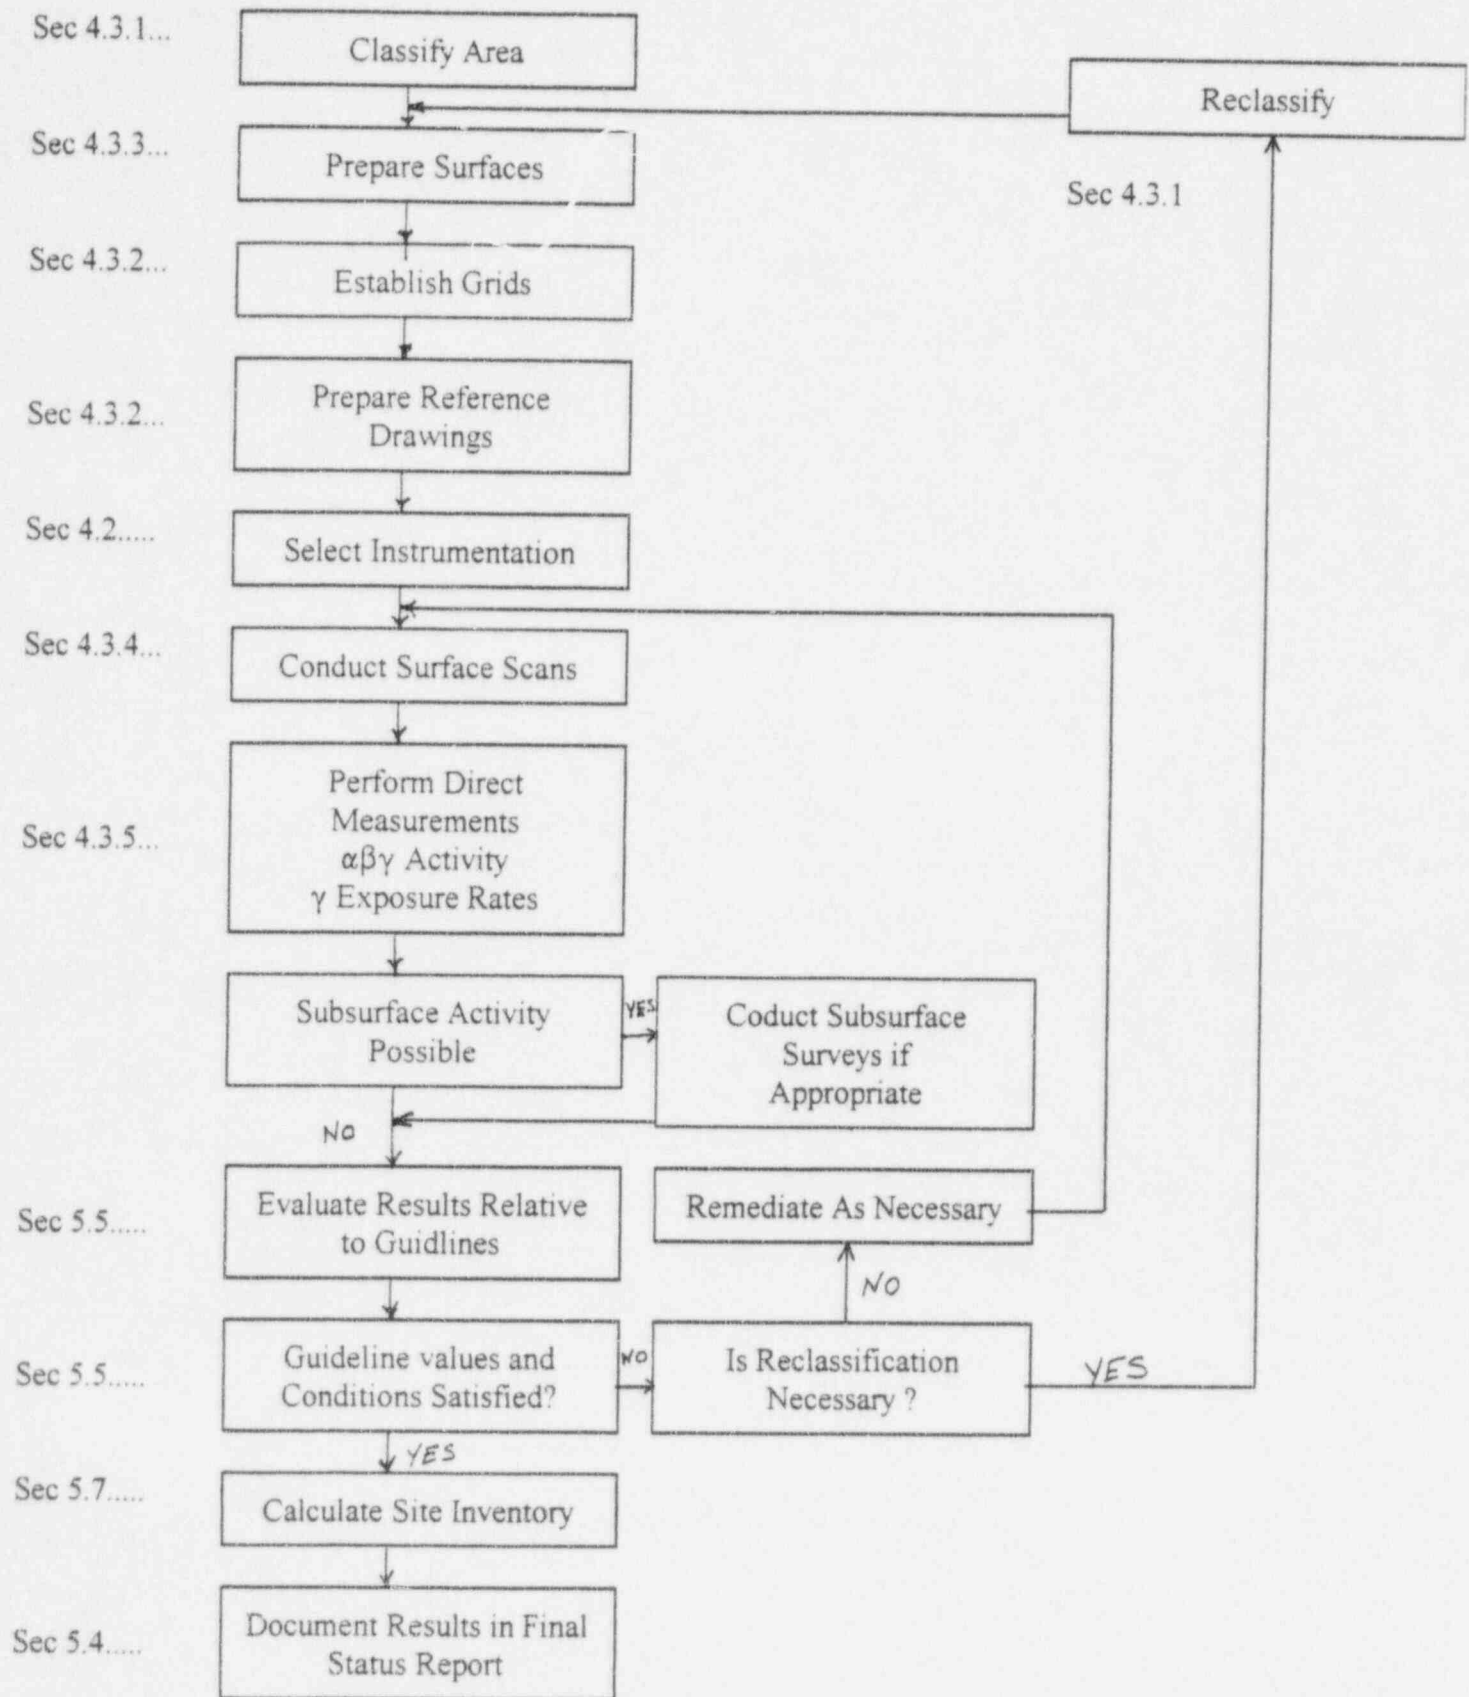 Sec 4.3.1...
Classify Area
Reclassify
Sec 4.3.3...
Prepare Surfaces
Sec 4.3.1
Sec 4.3.2...
Establish Grids
Sec 4.3.2...
Prepare Reference
Drawings
Sec 4.2.....
Select Instrumentation
Sec 4.3.4...
Conduct Surface Scans
Sec 4.3.5...
Perform Direct
Measurements
αβγ Activity
γ Exposure Rates
Subsurface Activity
Possible
YES
Coduct Subsurface
Surveys if
Appropriate
NO
Sec 5.5.....
Evaluate Results Relative
to Guidlines
Remediate As Necessary
NO
Sec 5.5.....
Guideline values and
Conditions Satisfied?
NO
Is Reclassification
Necessary ?
YES
YES
Sec 5.7.....
Calculate Site Inventory
Sec 5.4.....
Document Results in Final
Status Report